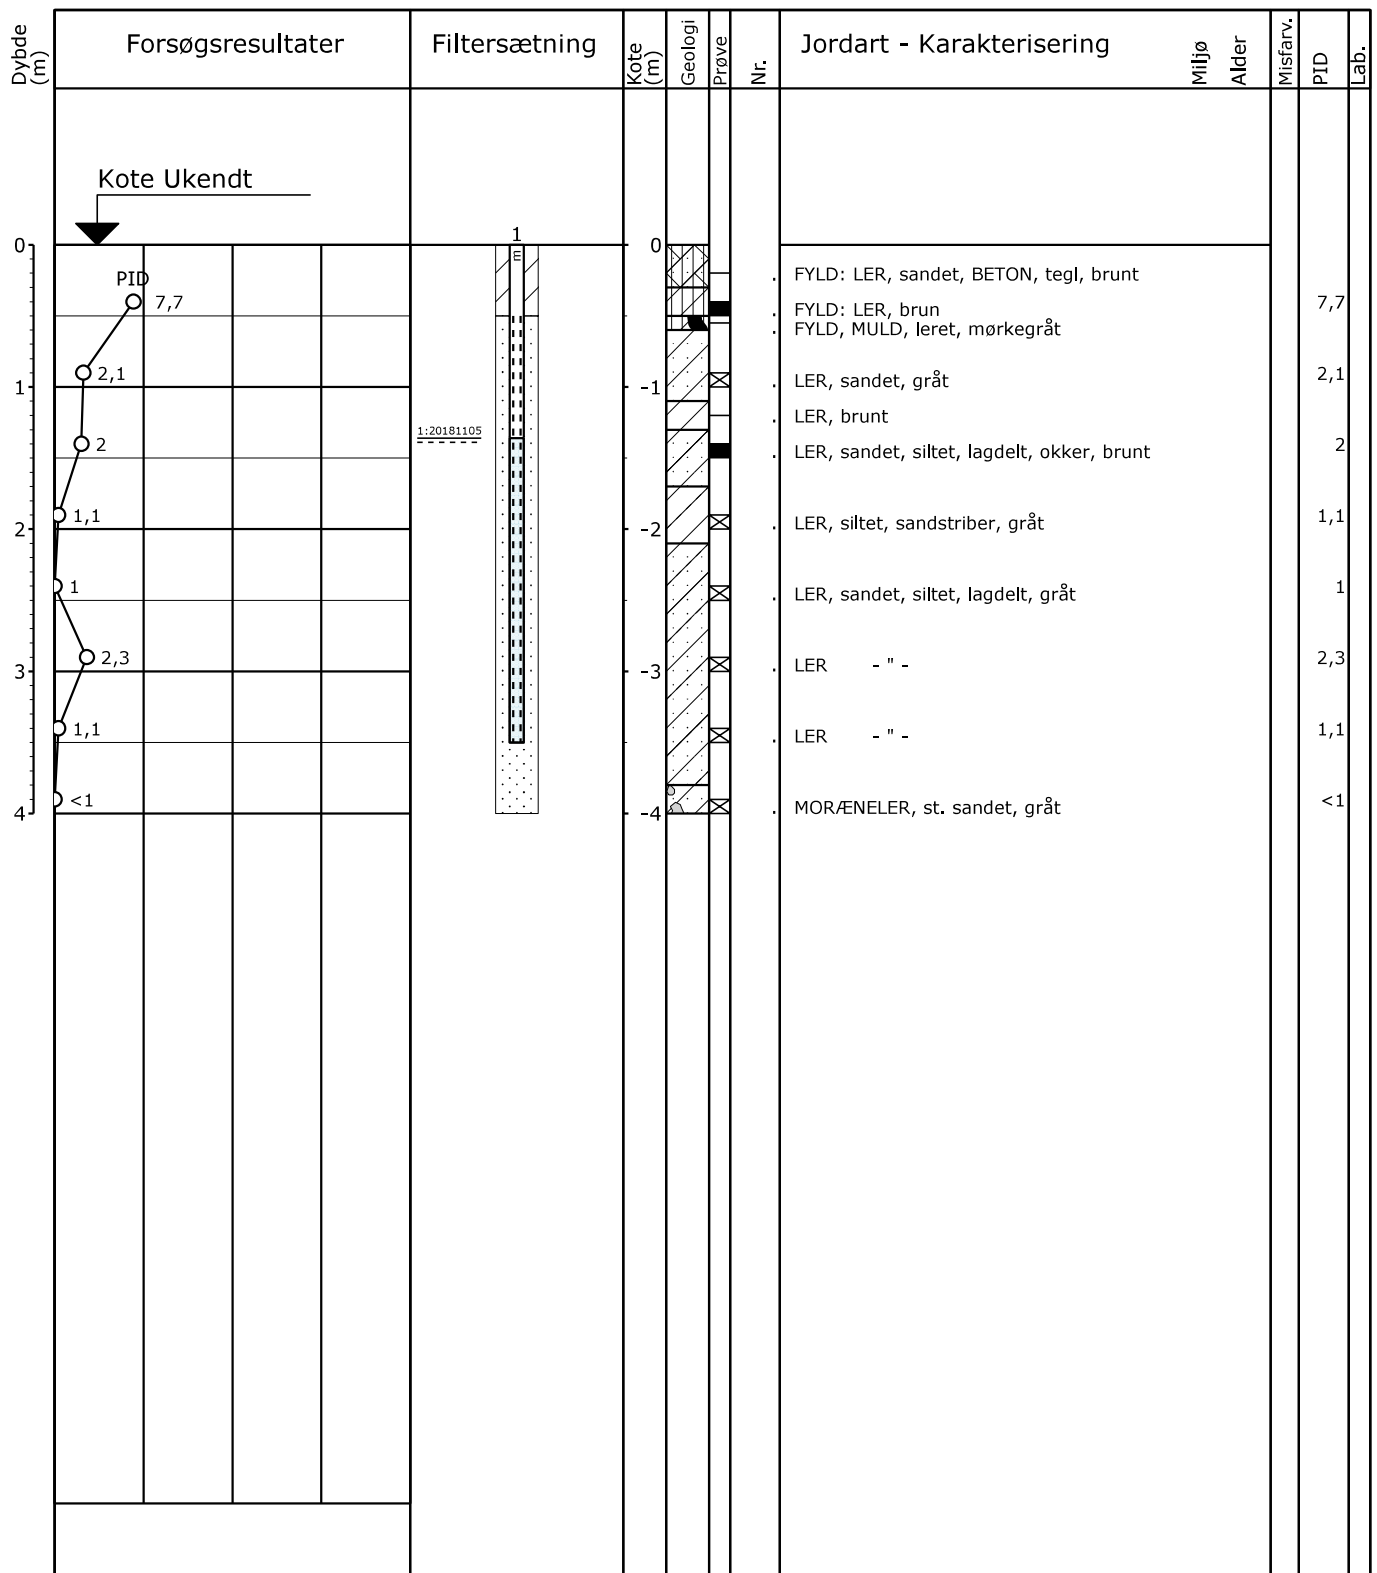 Dybde (m) Forsøgsresultater Filtersætning Kote (m) Geologi Prøve Nr. Jordart - Karakterisering Miljø Alder Misfarv. PID Lab.
Kote Ukendt
0 1 m 0
PID . FYLD: LER, sandet, BETON, tegl, brunt
7,7 . FYLD: LER, brun 7,7
. FYLD, MULD, leret, mørkegråt
2,1 . LER, sandet, gråt 2,1
1 -1
. LER, brunt
1:20181105
2 . LER, sandet, siltet, lagdelt, okker, brunt 2
1,1 . LER, siltet, sandstriber, gråt 1,1
2 -2
1 . LER, sandet, siltet, lagdelt, gråt 1
2,3 . LER - " - 2,3
3 -3
1,1 . LER - " - 1,1
<1 . MORÆNELER, st. sandet, gråt <1
4 -4